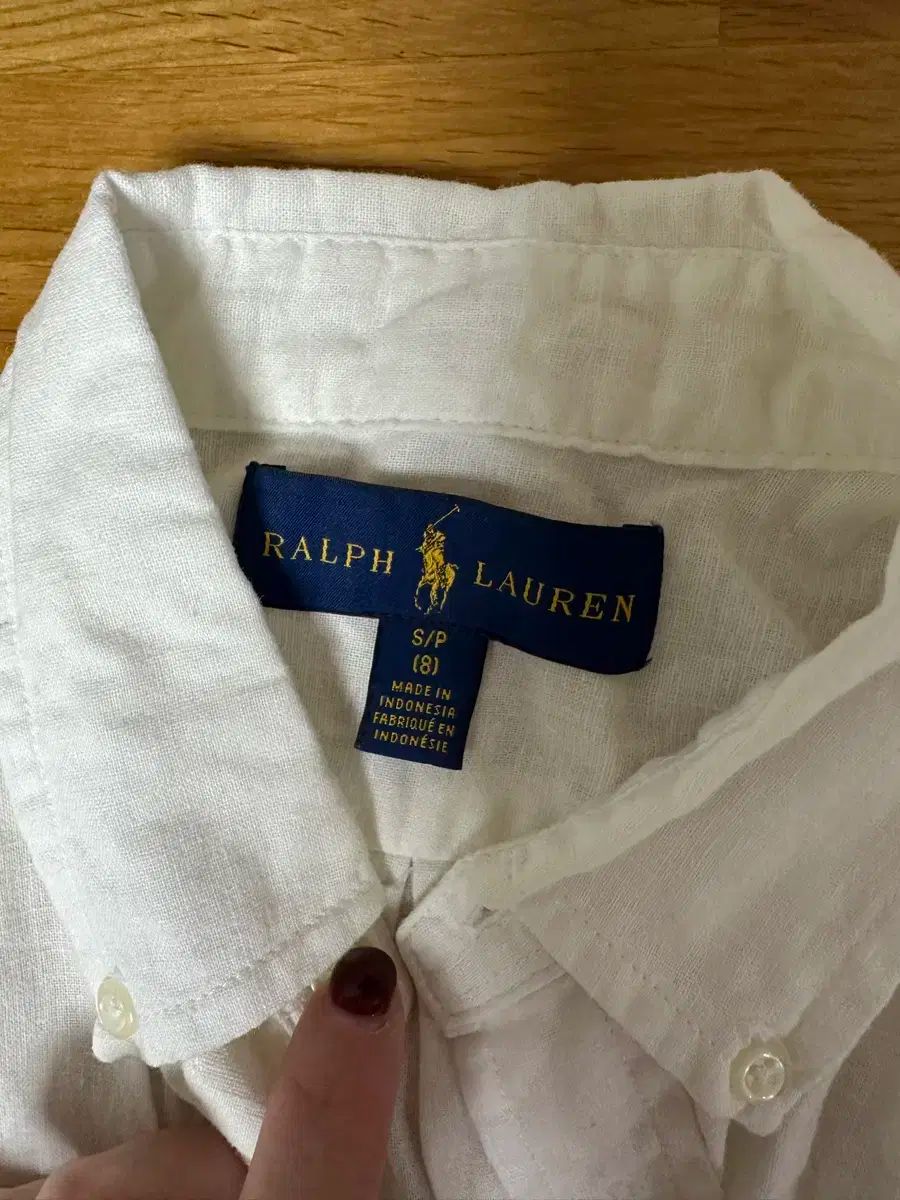 RALPH LAUREN
S/P
(8)
MADE IN
INDONESIA
FABRIQUÉ EN
INDONÉSIE